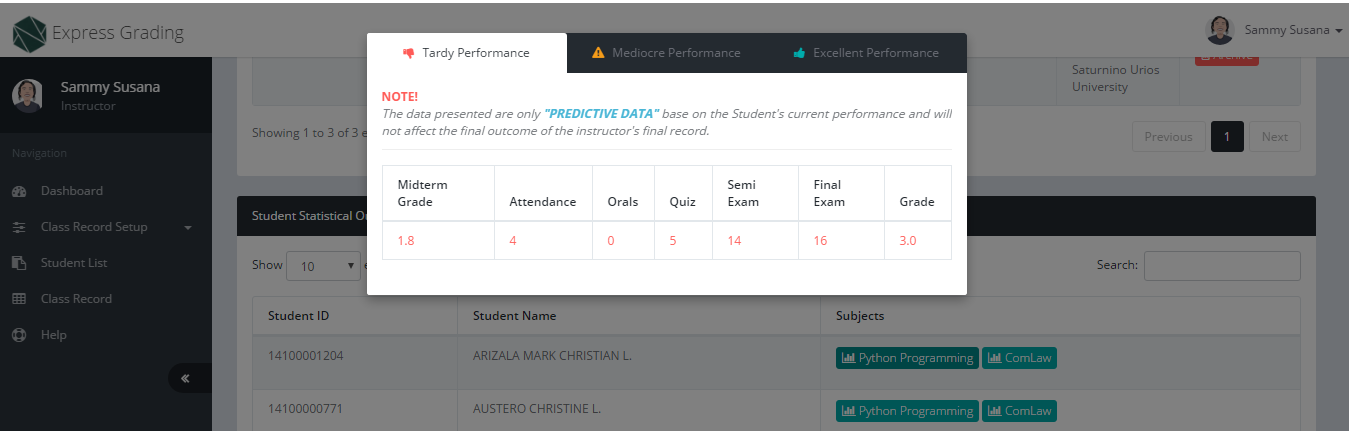 Express Grading
Sammy Susana
Tardy Performance
Mediocre Performance
Excellent Performance
Sammy Susana
Instructor
Navigation
Dashboard
Class Record Setup
Student List
Class Record
Help
Saturnino Urios
University
Archive
NOTE!
The data presented are only "PREDICTIVE DATA" base on the Student's current performance and will
not affect the final outcome of the instructor's final record.
Showing 1 to 3 of 3 e
Previous 1 Next
Midterm Grade Attendance Orals Quiz Semi Exam Final Exam Grade
1.8 4 0 5 14 16 3.0
Student Statistical Ou
Show 10 e
Search:
Student ID Student Name Subjects
14100001204 ARIZALA MARK CHRISTIAN L. Python Programming ComLaw
14100000771 AUSTERO CHRISTINE L. Python Programming ComLaw